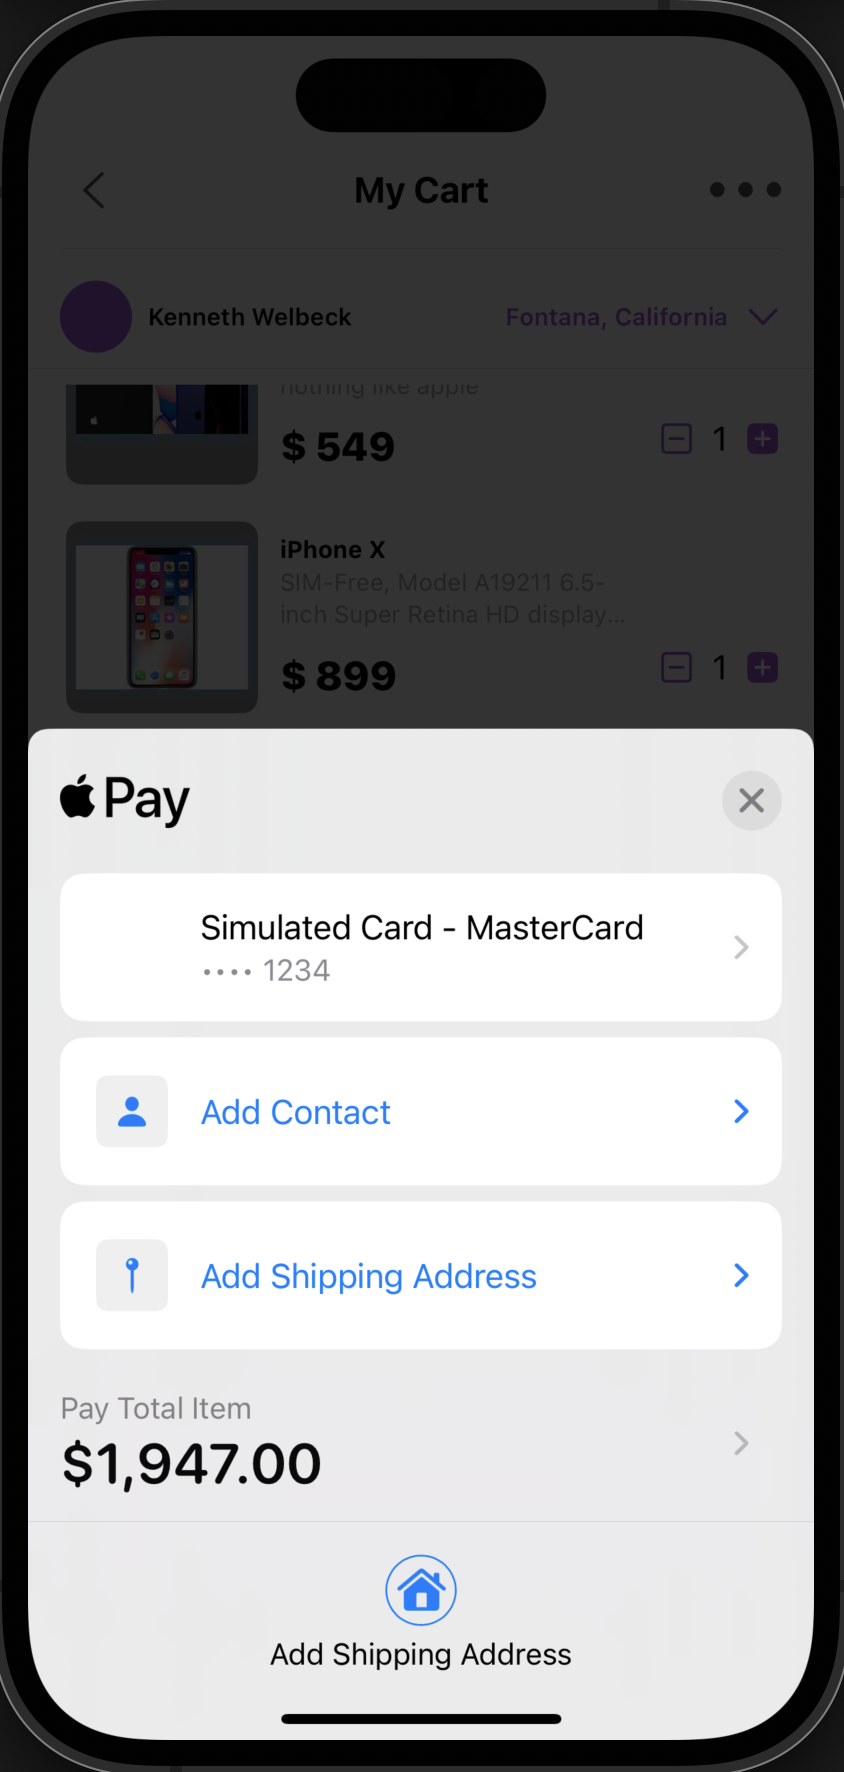 My Cart
Kenneth Welbeck
Fontana, California
nothing like apple
$ 549
1
iPhone X
SIM-Free, Model A19211 6.5-
inch Super Retina HD display...
$ 899
1
Pay
Simulated Card - MasterCard
•••• 1234
Add Contact
Add Shipping Address
Pay Total Item
$1,947.00
Add Shipping Address